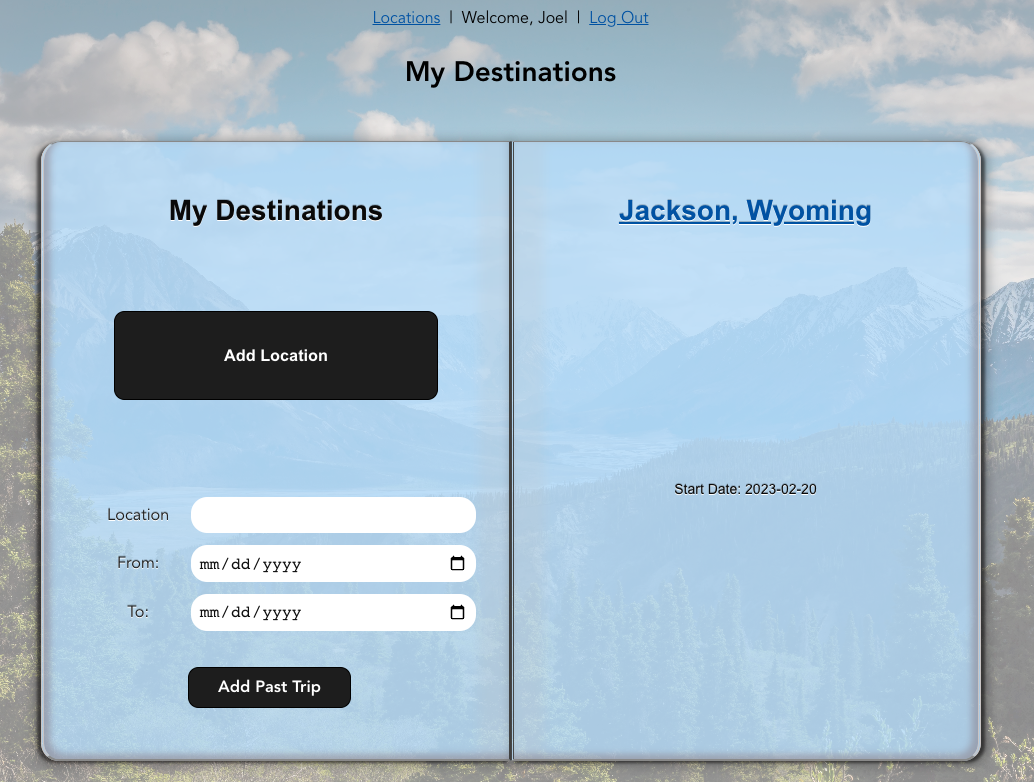 Locations | Welcome, Joel | Log Out
My Destinations
My Destinations
Add Location
Location
From: mm/dd/yyyy
To: mm/dd/yyyy
Add Past Trip
Jackson, Wyoming
Start Date: 2023-02-20